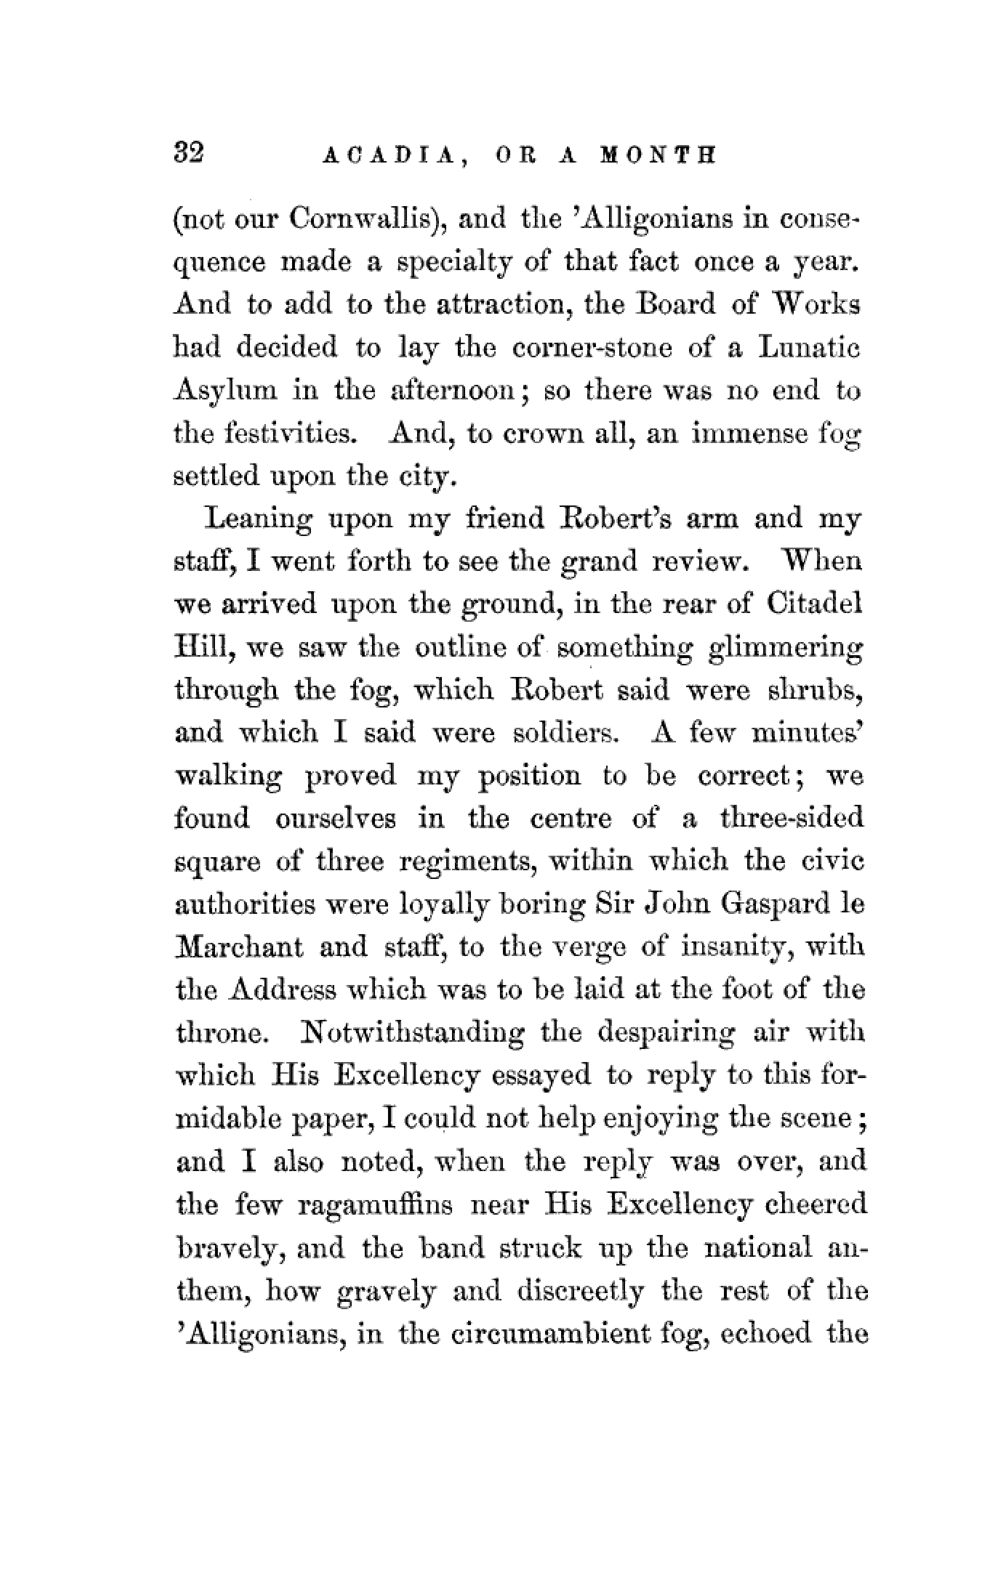 32 ACADIA, OR A MONTH
(not our Cornwallis), and the ’Alligonians in conse-
quence made a specialty of that fact once a year.
And to add to the attraction, the Board of Works
had decided to lay the corner-stone of a Lunatic
Asylum in the afternoon; so there was no end to
the festivities. And, to crown all, an immense fog
settled upon the city.
Leaning upon my friend Robert’s arm and my
staff, I went forth to see the grand review. When
we arrived upon the ground, in the rear of Citadel
Hill, we saw the outline of something glimmering
through the fog, which Robert said were shrubs,
and which I said were soldiers. A few minutes’
walking proved my position to be correct; we
found ourselves in the centre of a three-sided
square of three regiments, within which the civic
authorities were loyally boring Sir John Gaspard le
Marchant and staff, to the verge of insanity, with
the Address which was to be laid at the foot of the
throne. Notwithstanding the despairing air with
which His Excellency essayed to reply to this for-
midable paper, I could not help enjoying the scene;
and I also noted, when the reply was over, and
the few ragamuffins near His Excellency cheered
bravely, and the band struck up the national an-
them, how gravely and discreetly the rest of the
’Alligonians, in the circumambient fog, echoed the